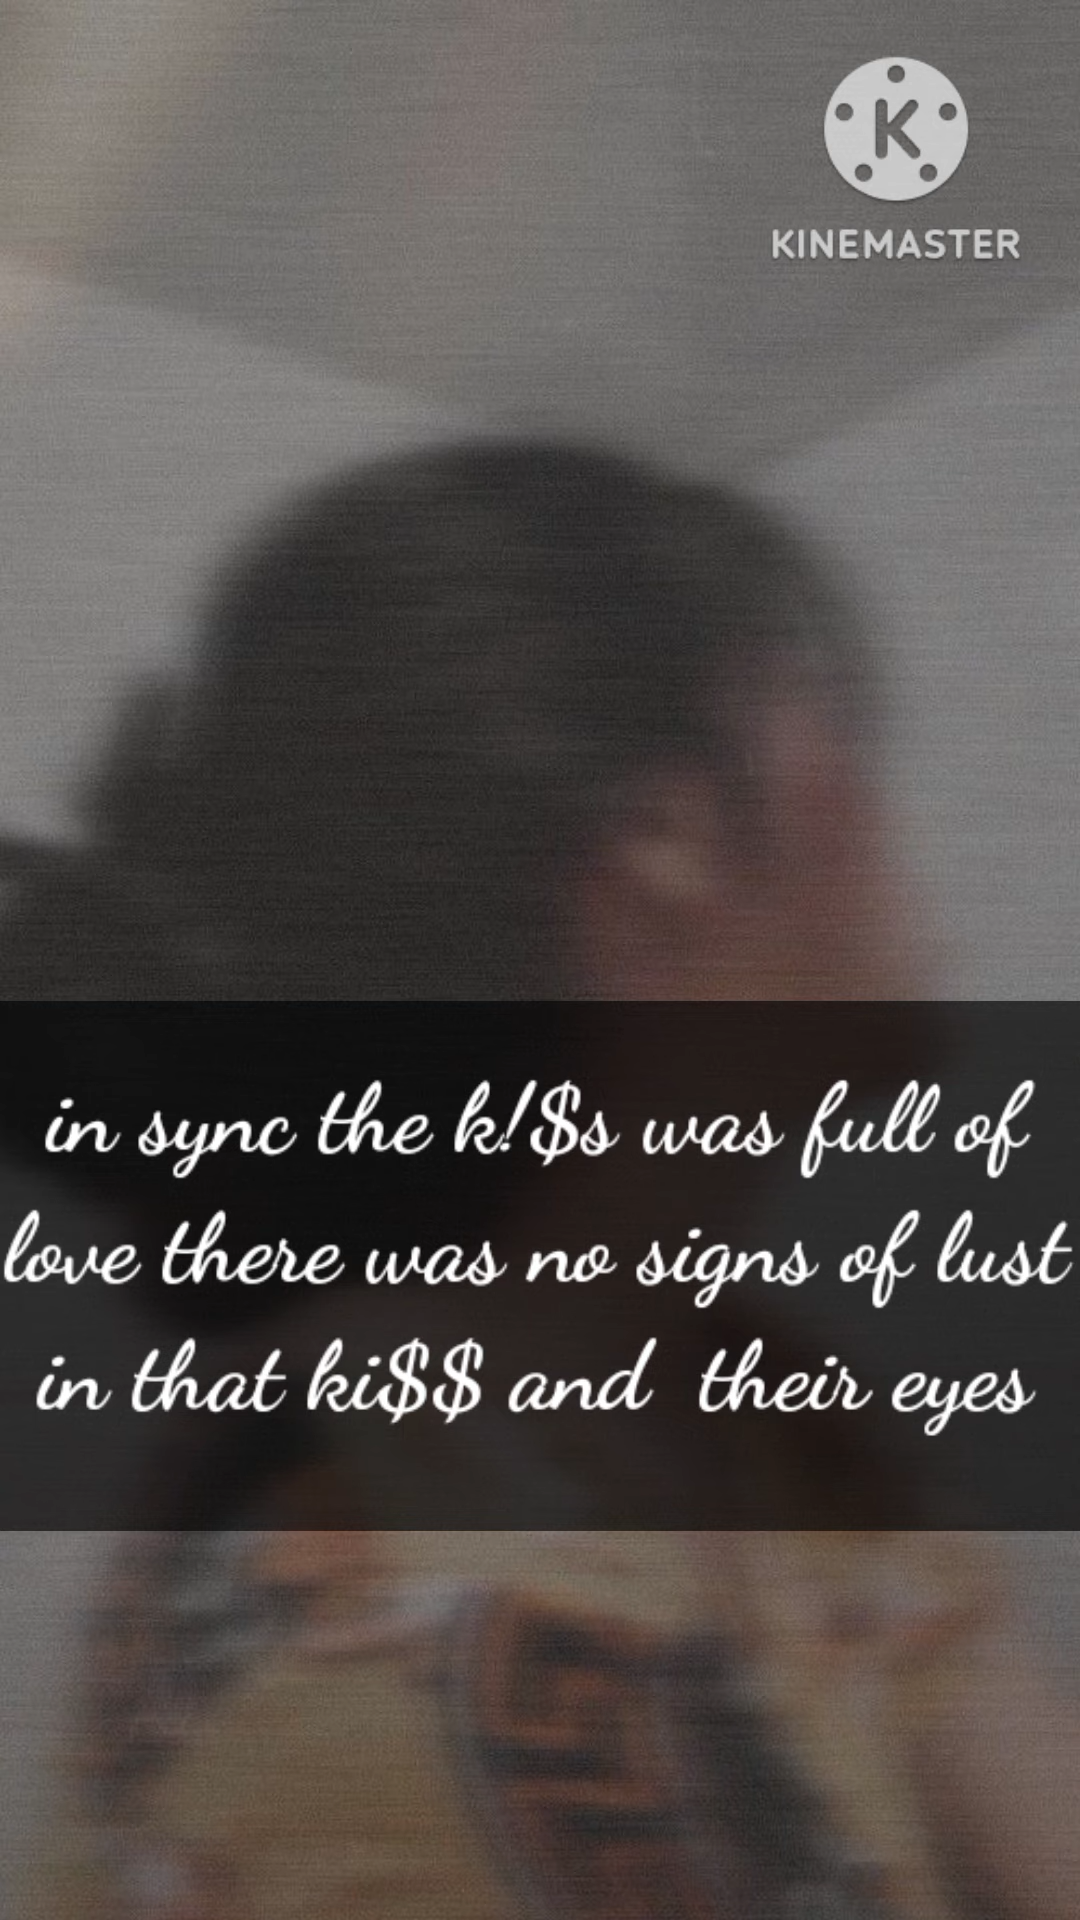 K
KINEMASTER
in sync the k!$s was full of
love there was no signs of lust
in that ki$$ and  their eyes